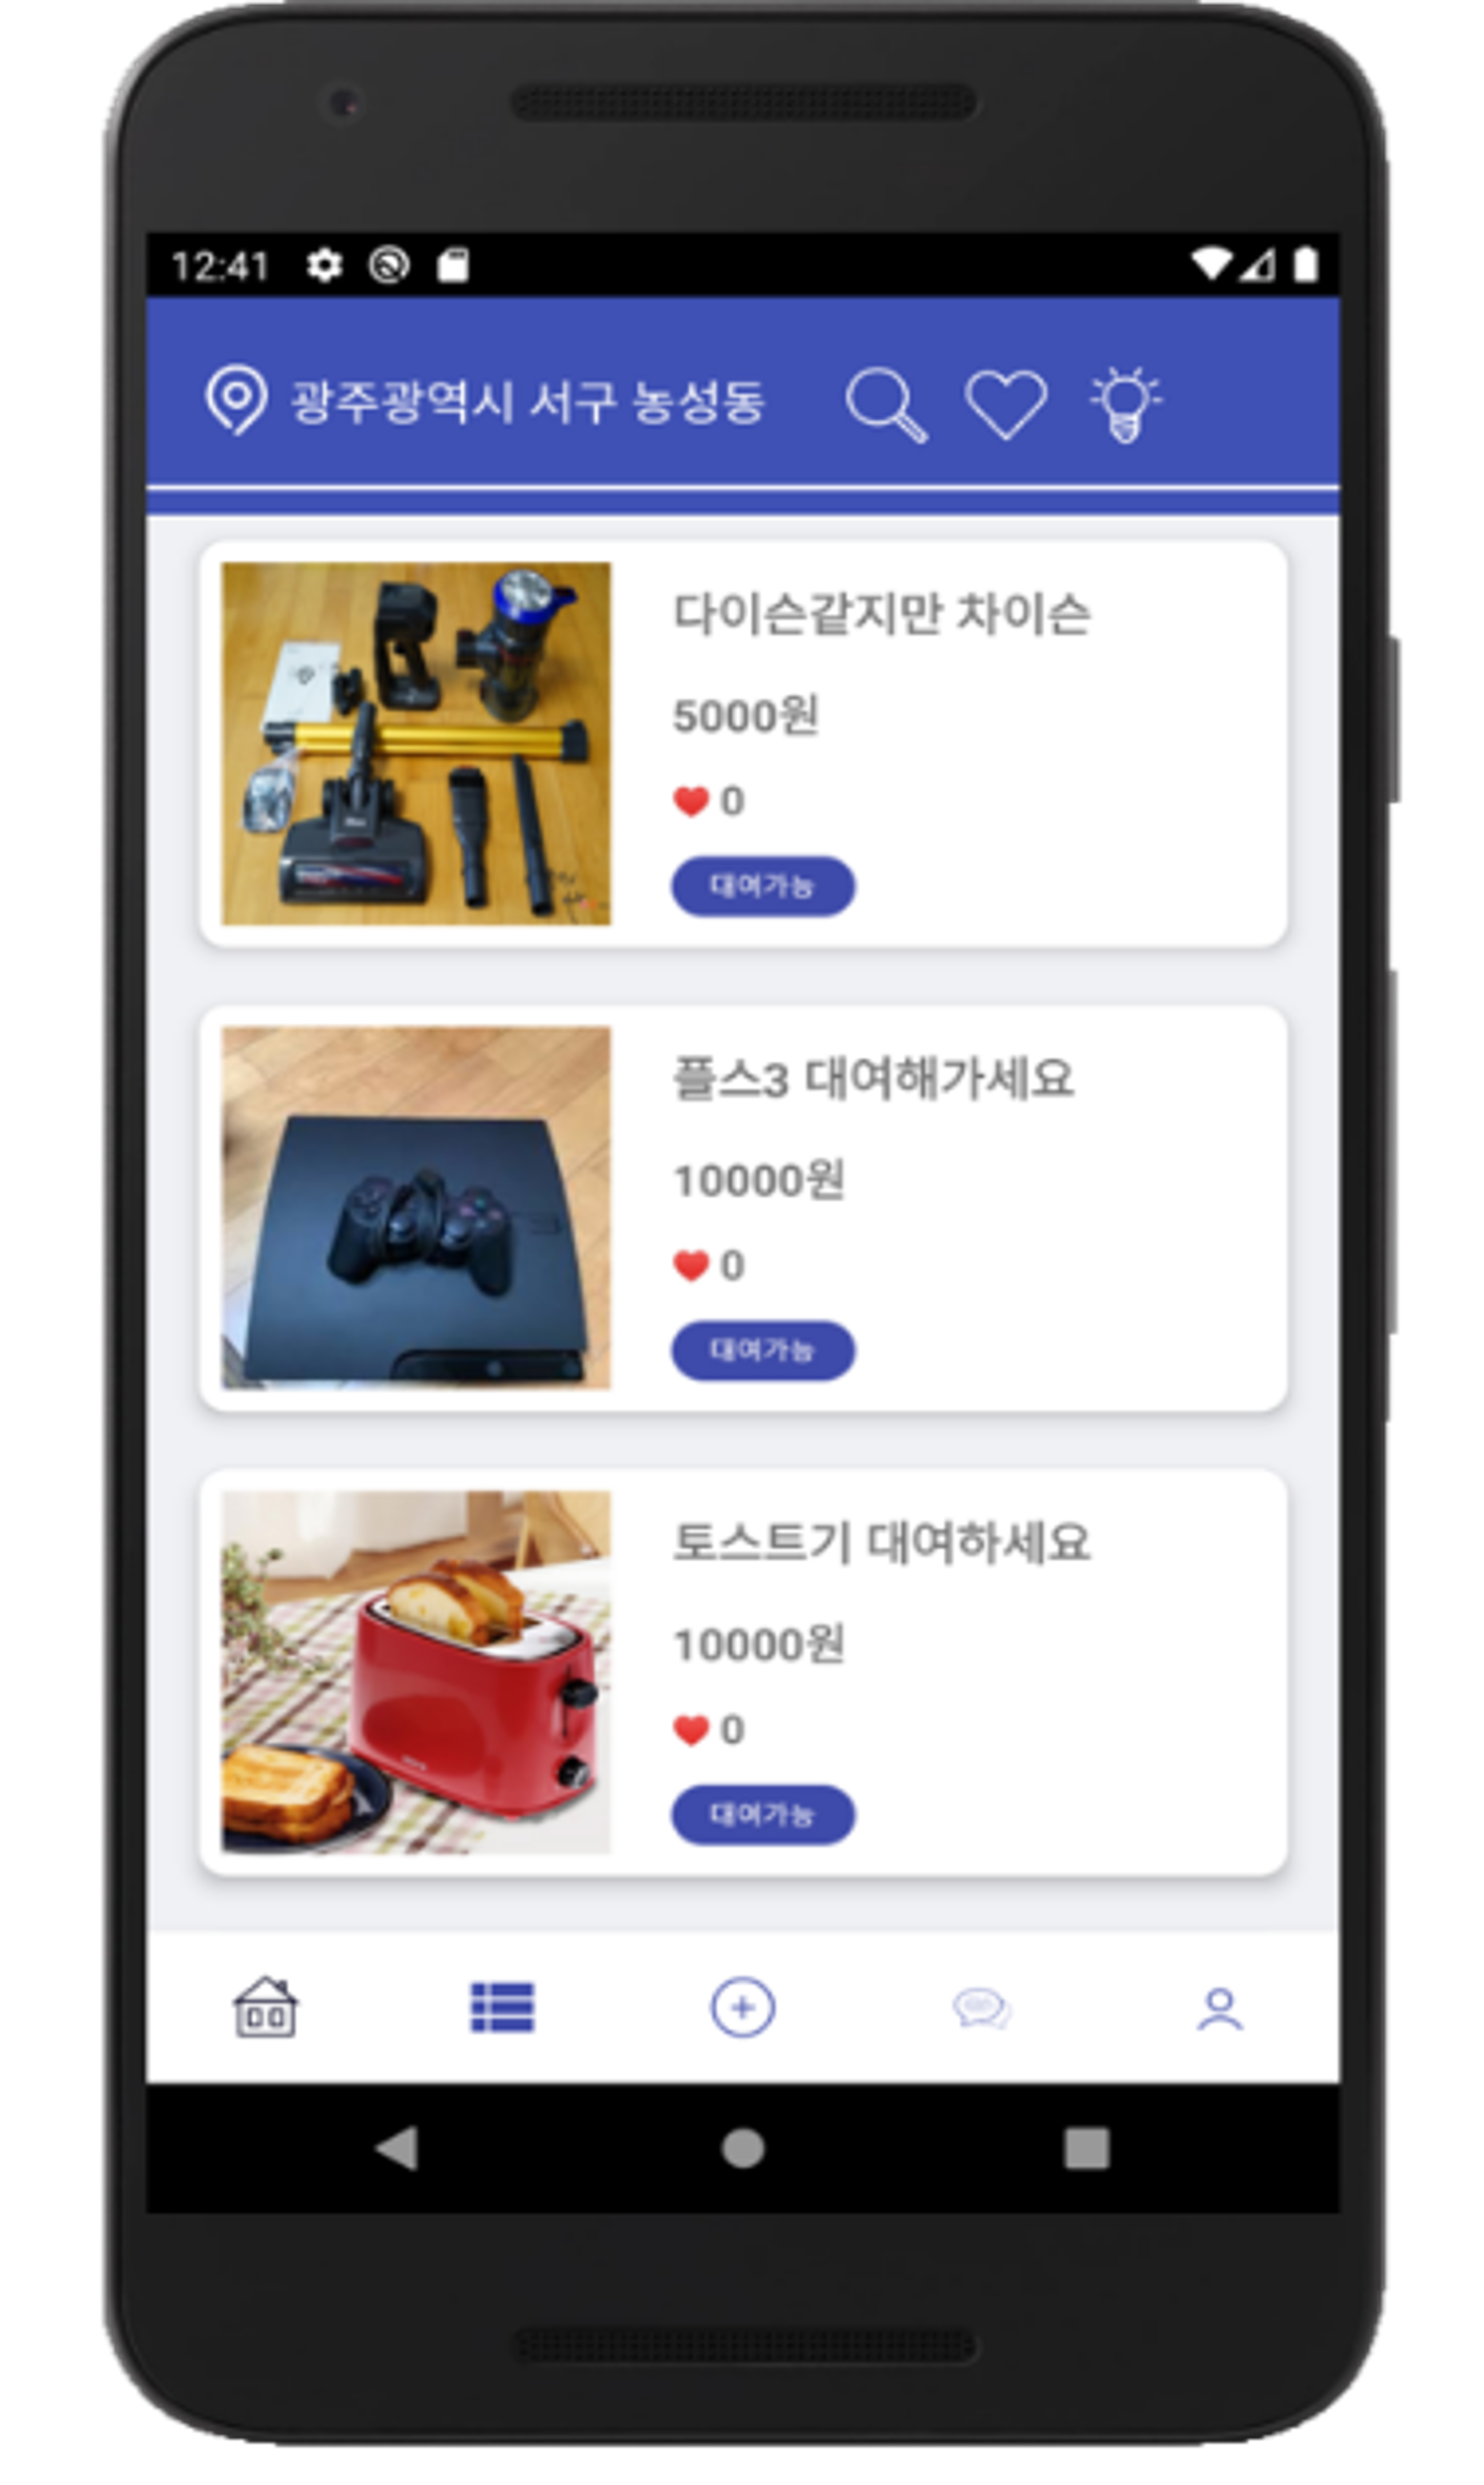 12:41
광주광역시 서구 농성동
다이슨같지만 차이슨
5000원
0
대여가능
플스3 대여해가세요
10000원
0
대여가능
토스트기 대여하세요
10000원
0
대여가능